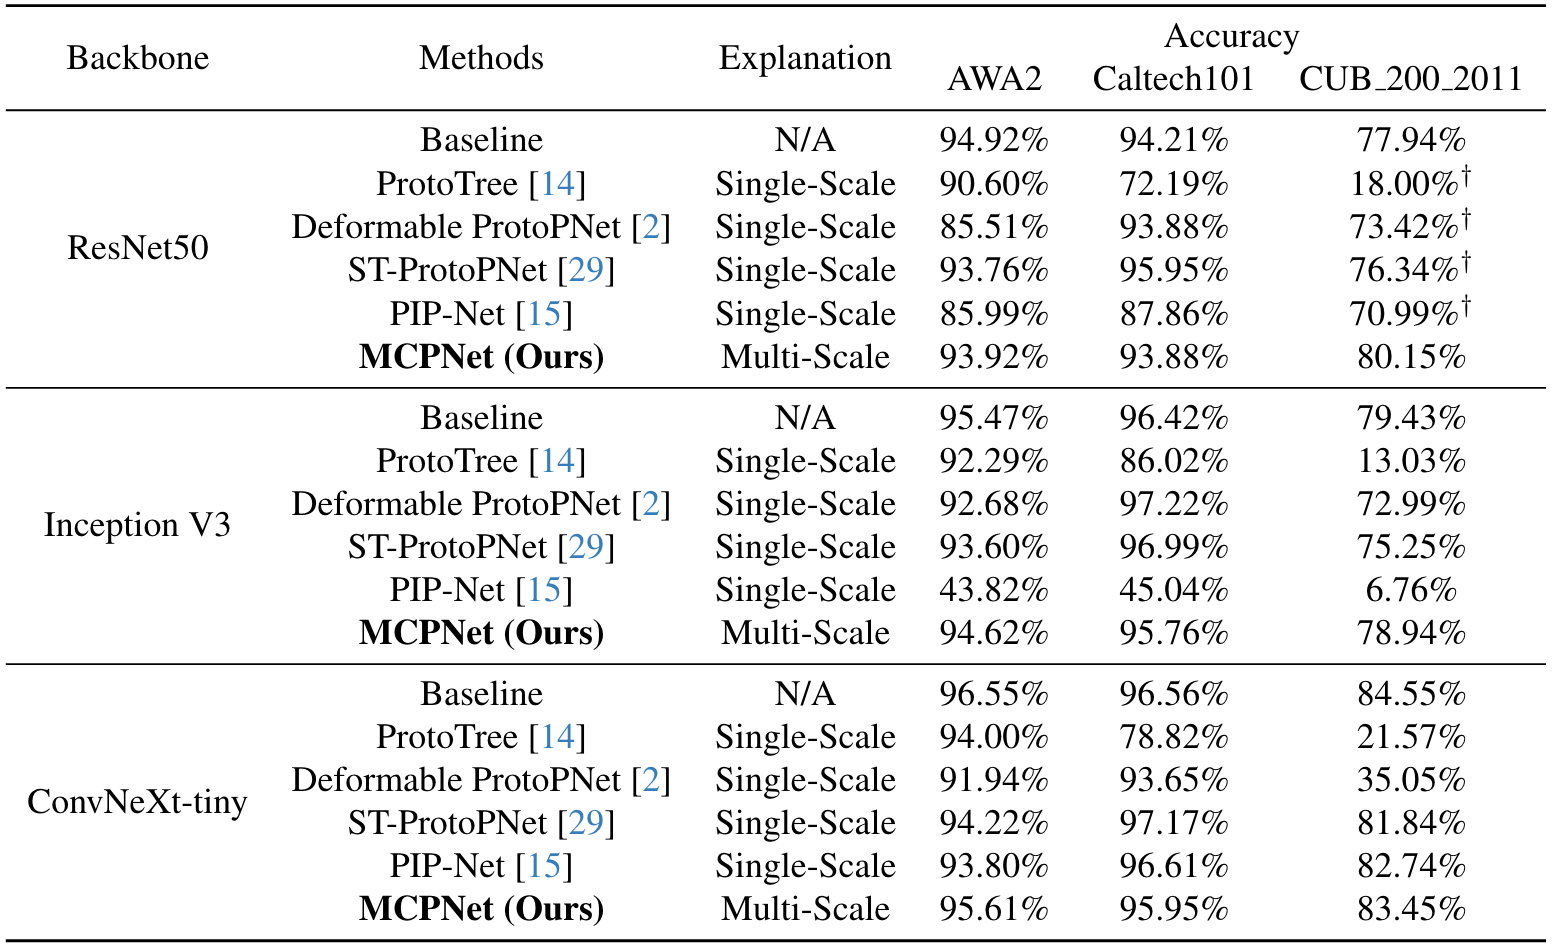 Backbone Methods Explanation Accuracy
AWA2 Caltech101 CUB_200_2011
ResNet50
Baseline N/A 94.92% 94.21% 77.94%
ProtoTree [14] Single-Scale 90.60% 72.19% 18.00%†
Deformable ProtoPNet [2] Single-Scale 85.51% 93.88% 73.42%†
ST-ProtoPNet [29] Single-Scale 93.76% 95.95% 76.34%†
PIP-Net [15] Single-Scale 85.99% 87.86% 70.99%†
MCPNet (Ours) Multi-Scale 93.92% 93.88% 80.15%
Inception V3
Baseline N/A 95.47% 96.42% 79.43%
ProtoTree [14] Single-Scale 92.29% 86.02% 13.03%
Deformable ProtoPNet [2] Single-Scale 92.68% 97.22% 72.99%
ST-ProtoPNet [29] Single-Scale 93.60% 96.99% 75.25%
PIP-Net [15] Single-Scale 43.82% 45.04% 6.76%
MCPNet (Ours) Multi-Scale 94.62% 95.76% 78.94%
ConvNeXt-tiny
Baseline N/A 96.55% 96.56% 84.55%
ProtoTree [14] Single-Scale 94.00% 78.82% 21.57%
Deformable ProtoPNet [2] Single-Scale 91.94% 93.65% 35.05%
ST-ProtoPNet [29] Single-Scale 94.22% 97.17% 81.84%
PIP-Net [15] Single-Scale 93.80% 96.61% 82.74%
MCPNet (Ours) Multi-Scale 95.61% 95.95% 83.45%